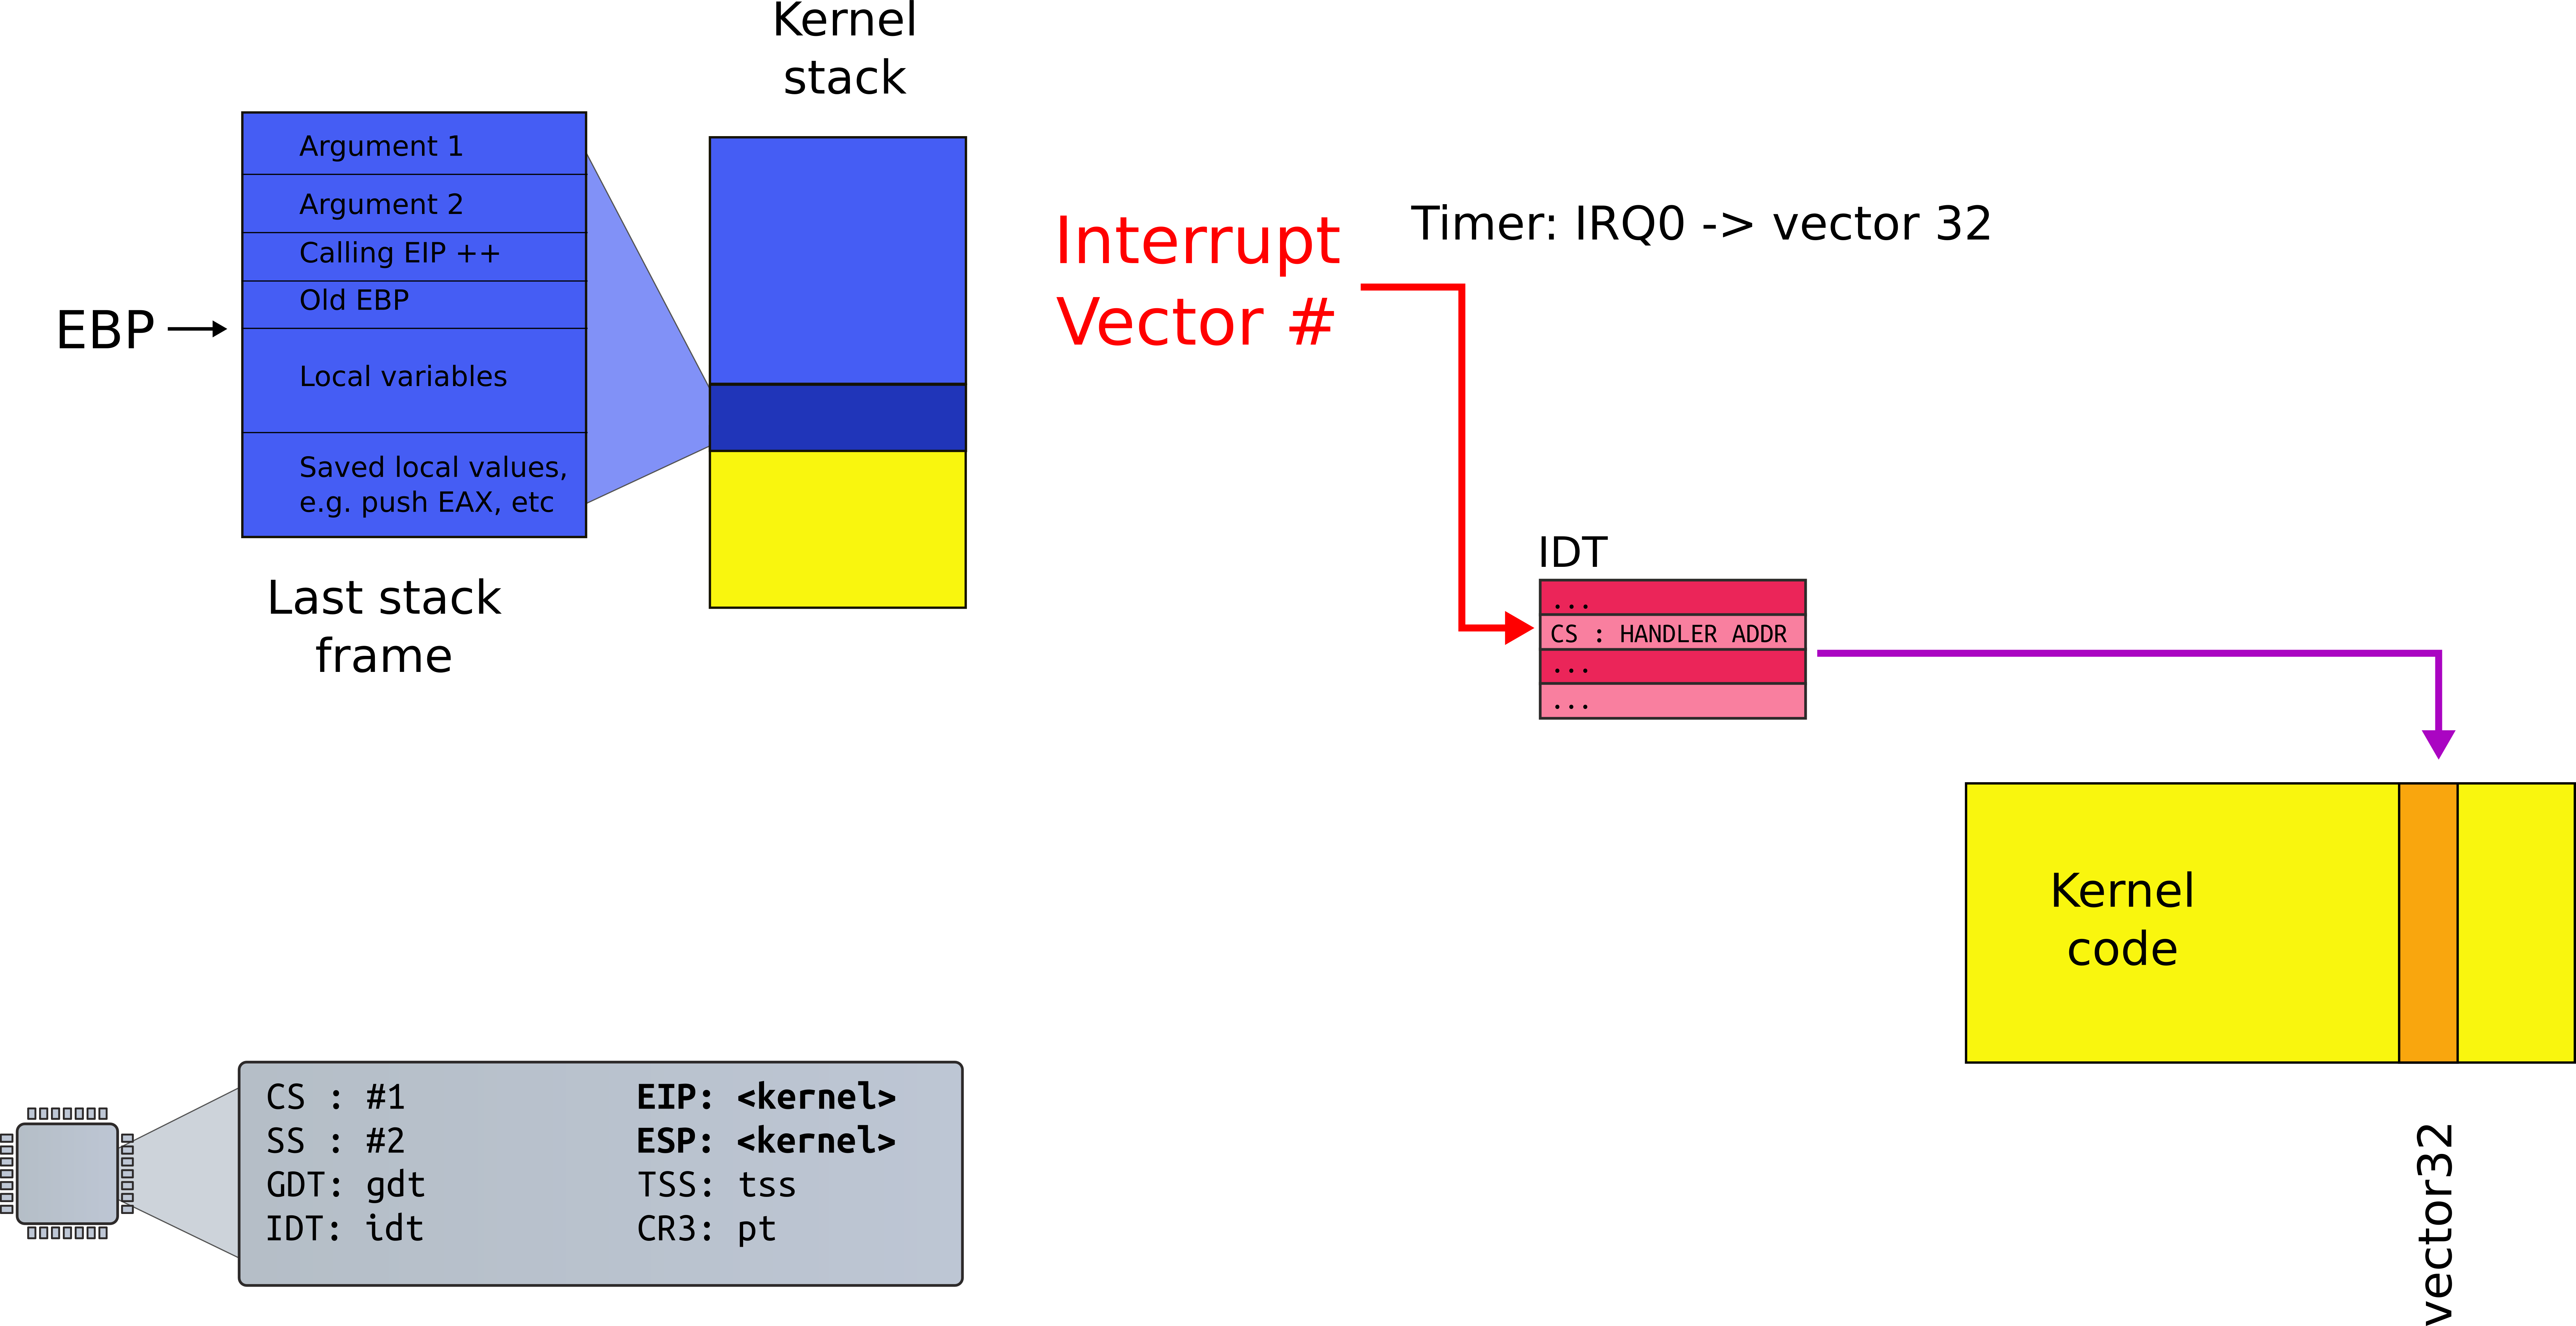 Kernel
stack
Argument 1
Argument 2
Calling EIP ++
Old EBP
EBP
Local variables
Saved local values,
e.g. push EAX, etc
Last stack
frame
Interrupt
Vector #
Timer: IRQ0 -> vector 32
IDT
...
CS : HANDLER ADDR
...
...
Kernel
code
vector32
CS : #1 EIP: <kernel>
SS : #2 ESP: <kernel>
GDT: gdt TSS: tss
IDT: idt CR3: pt